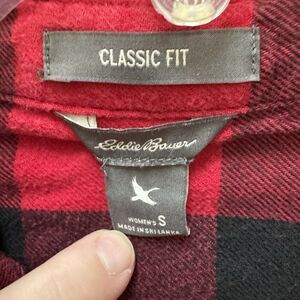 CLASSIC FIT
Eddie Bauer
WOMEN'S S
MADE IN SRI LANKA